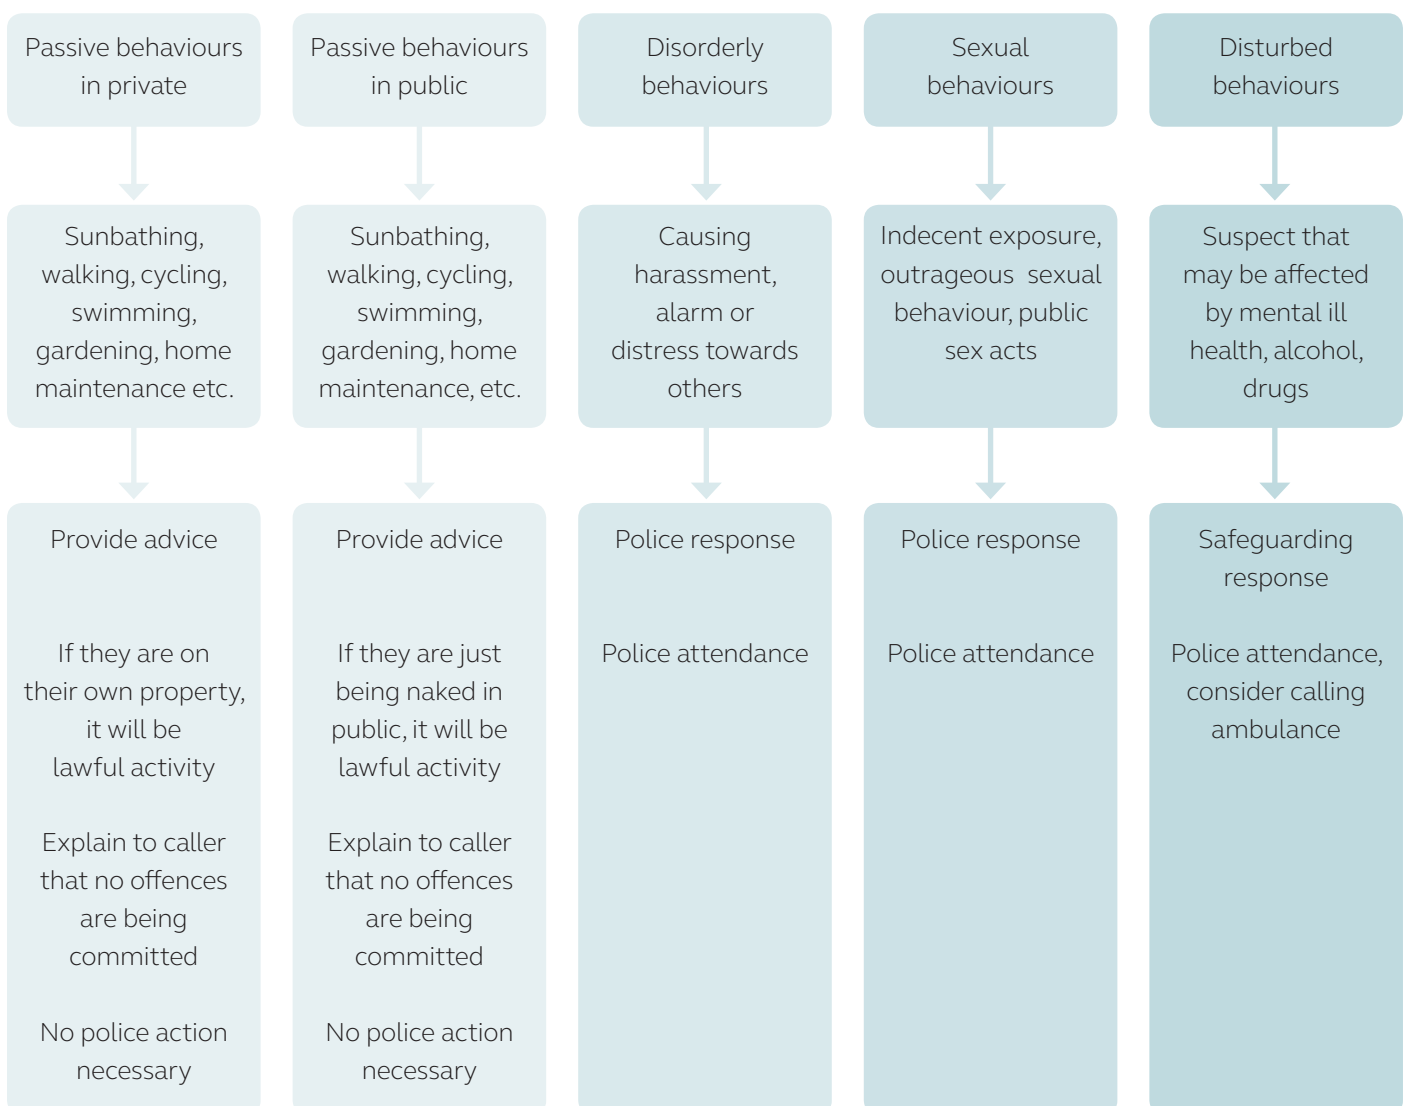 Passive behaviours
in private
Passive behaviours
in public
Disorderly
behaviours
Sexual
behaviours
Disturbed
behaviours
Sunbathing,
walking, cycling,
swimming,
gardening, home
maintenance etc.
Sunbathing,
walking, cycling,
swimming,
gardening, home
maintenance, etc.
Causing
harassment,
alarm or
distress towards
others
Indecent exposure,
outrageous sexual
behaviour, public
sex acts
Suspect that
may be affected
by mental ill
health, alcohol,
drugs
Provide advice
If they are on
their own property,
it will be
lawful activity
Explain to caller
that no offences
are being
committed
No police action
necessary
Provide advice
If they are just
being naked in
public, it will be
lawful activity
Explain to caller
that no offences
are being
committed
No police action
necessary
Police response
Police attendance
Police response
Police attendance
Safeguarding
response
Police attendance,
consider calling
ambulance